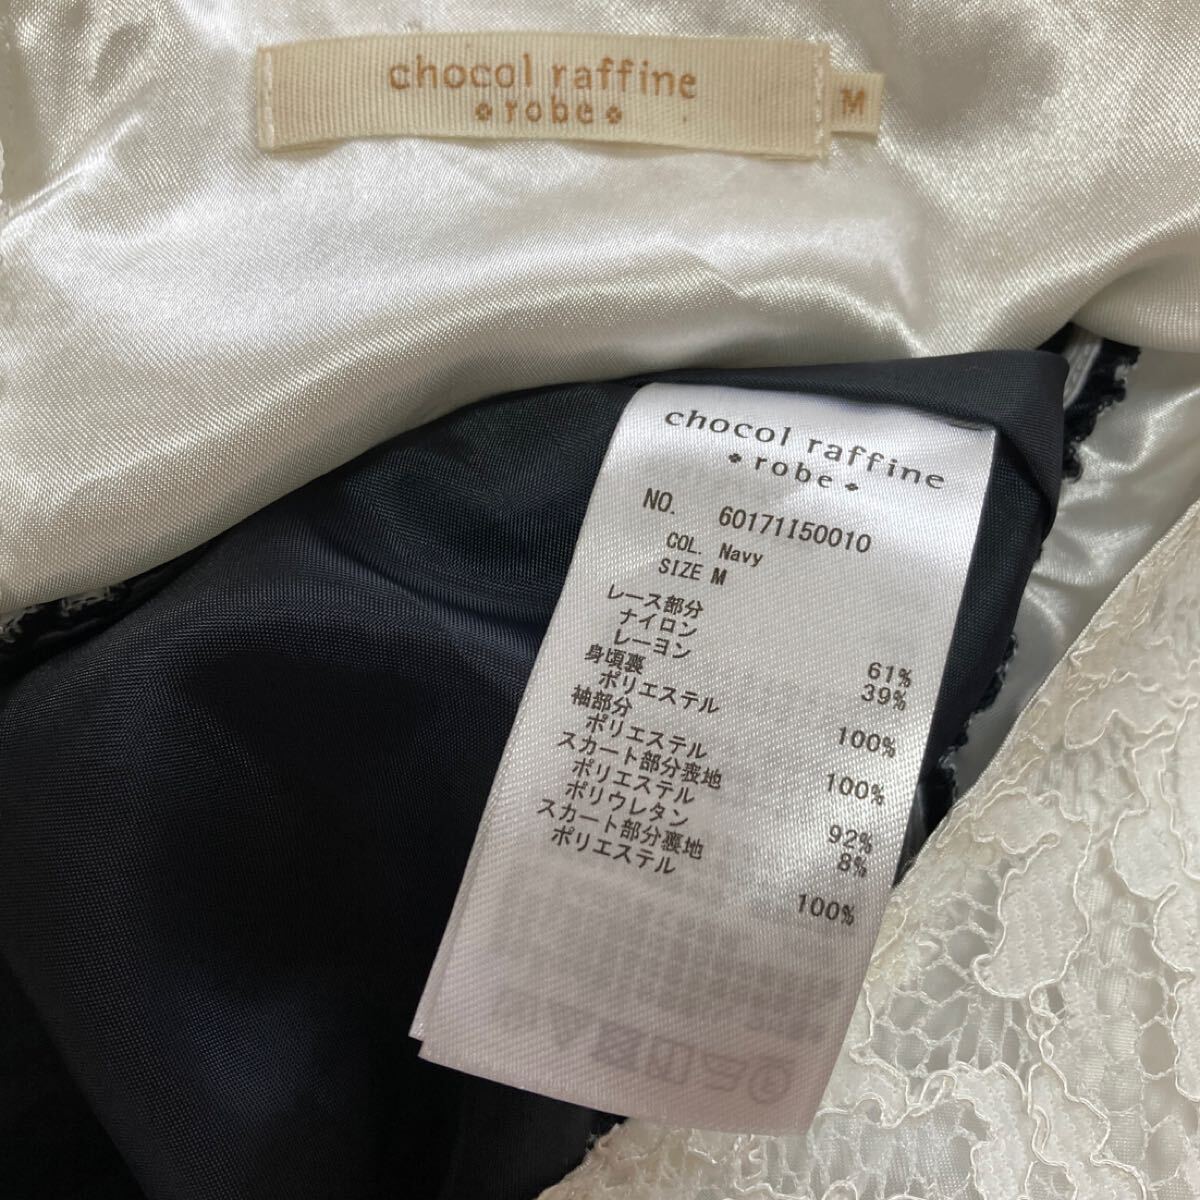 chocol raffine
robe
M
chocol raffine
robe
NO. 60171I50010
COL. Navy
SIZE M
レース部分
ナイロン 61%
レーヨン 39%
身頃裏
ポリエステル 100%
袖部分
ポリエステル 100%
スカート部分表地
ポリエステル 92%
ポリウレタン 8%
スカート部分裏地
ポリエステル 100%